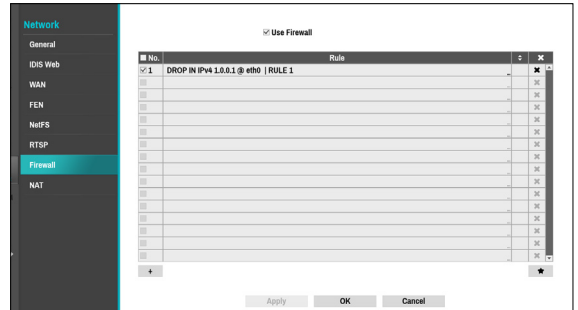 Network
General
IDIS Web
WAN
FEN
NetFS
RTSP
Firewall
NAT
Use Firewall
No. Rule
1 DROP IN IPv4 1.0.0.1 @ eth0 | RULE 1 ...
+
Apply OK Cancel